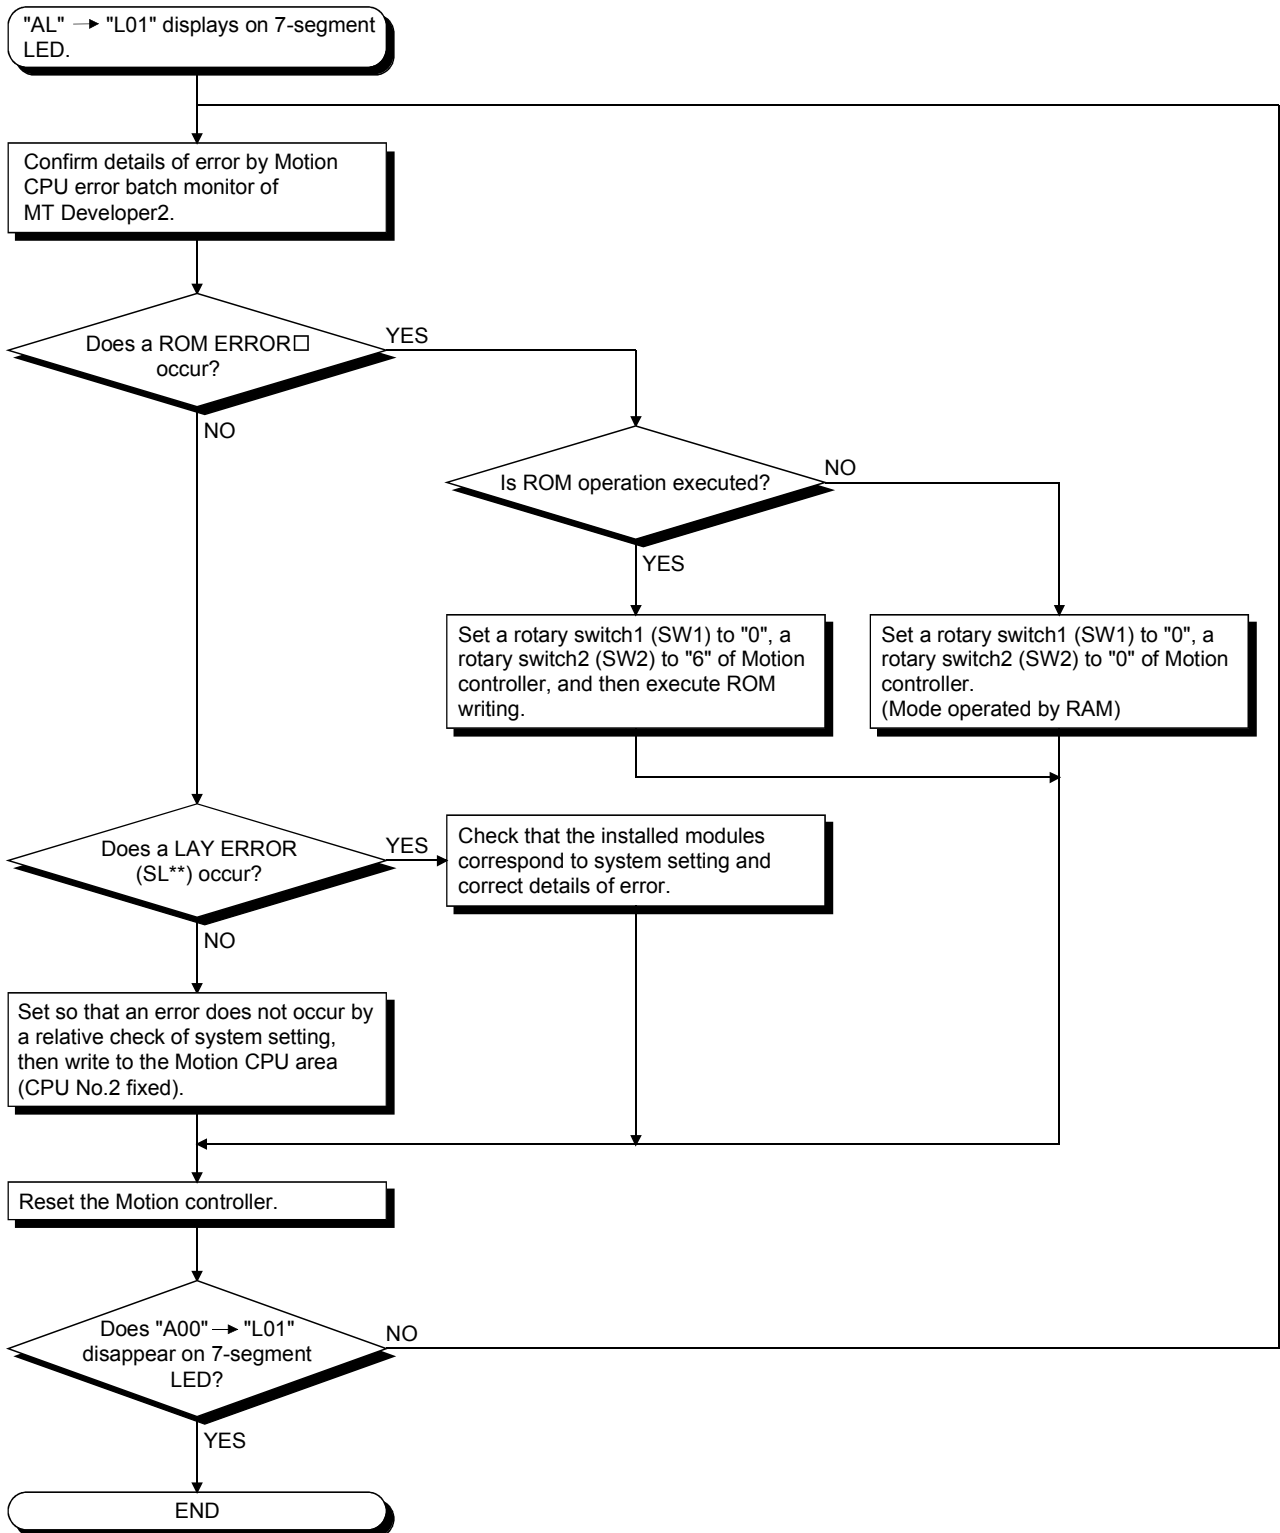 "AL" → "L01" displays on 7-segment
LED.
Confirm details of error by Motion
CPU error batch monitor of
MT Developer2.
Does a ROM ERROR□
occur?
YES
NO
Is ROM operation executed?
NO
YES
Set a rotary switch1 (SW1) to "0", a
rotary switch2 (SW2) to "6" of Motion
controller, and then execute ROM
writing.
Set a rotary switch1 (SW1) to "0", a
rotary switch2 (SW2) to "0" of Motion
controller.
(Mode operated by RAM)
Does a LAY ERROR
(SL**) occur?
YES
Check that the installed modules
correspond to system setting and
correct details of error.
NO
Set so that an error does not occur by
a relative check of system setting,
then write to the Motion CPU area
(CPU No.2 fixed).
Reset the Motion controller.
Does "A00" → "L01"
disappear on 7-segment
LED?
NO
YES
END